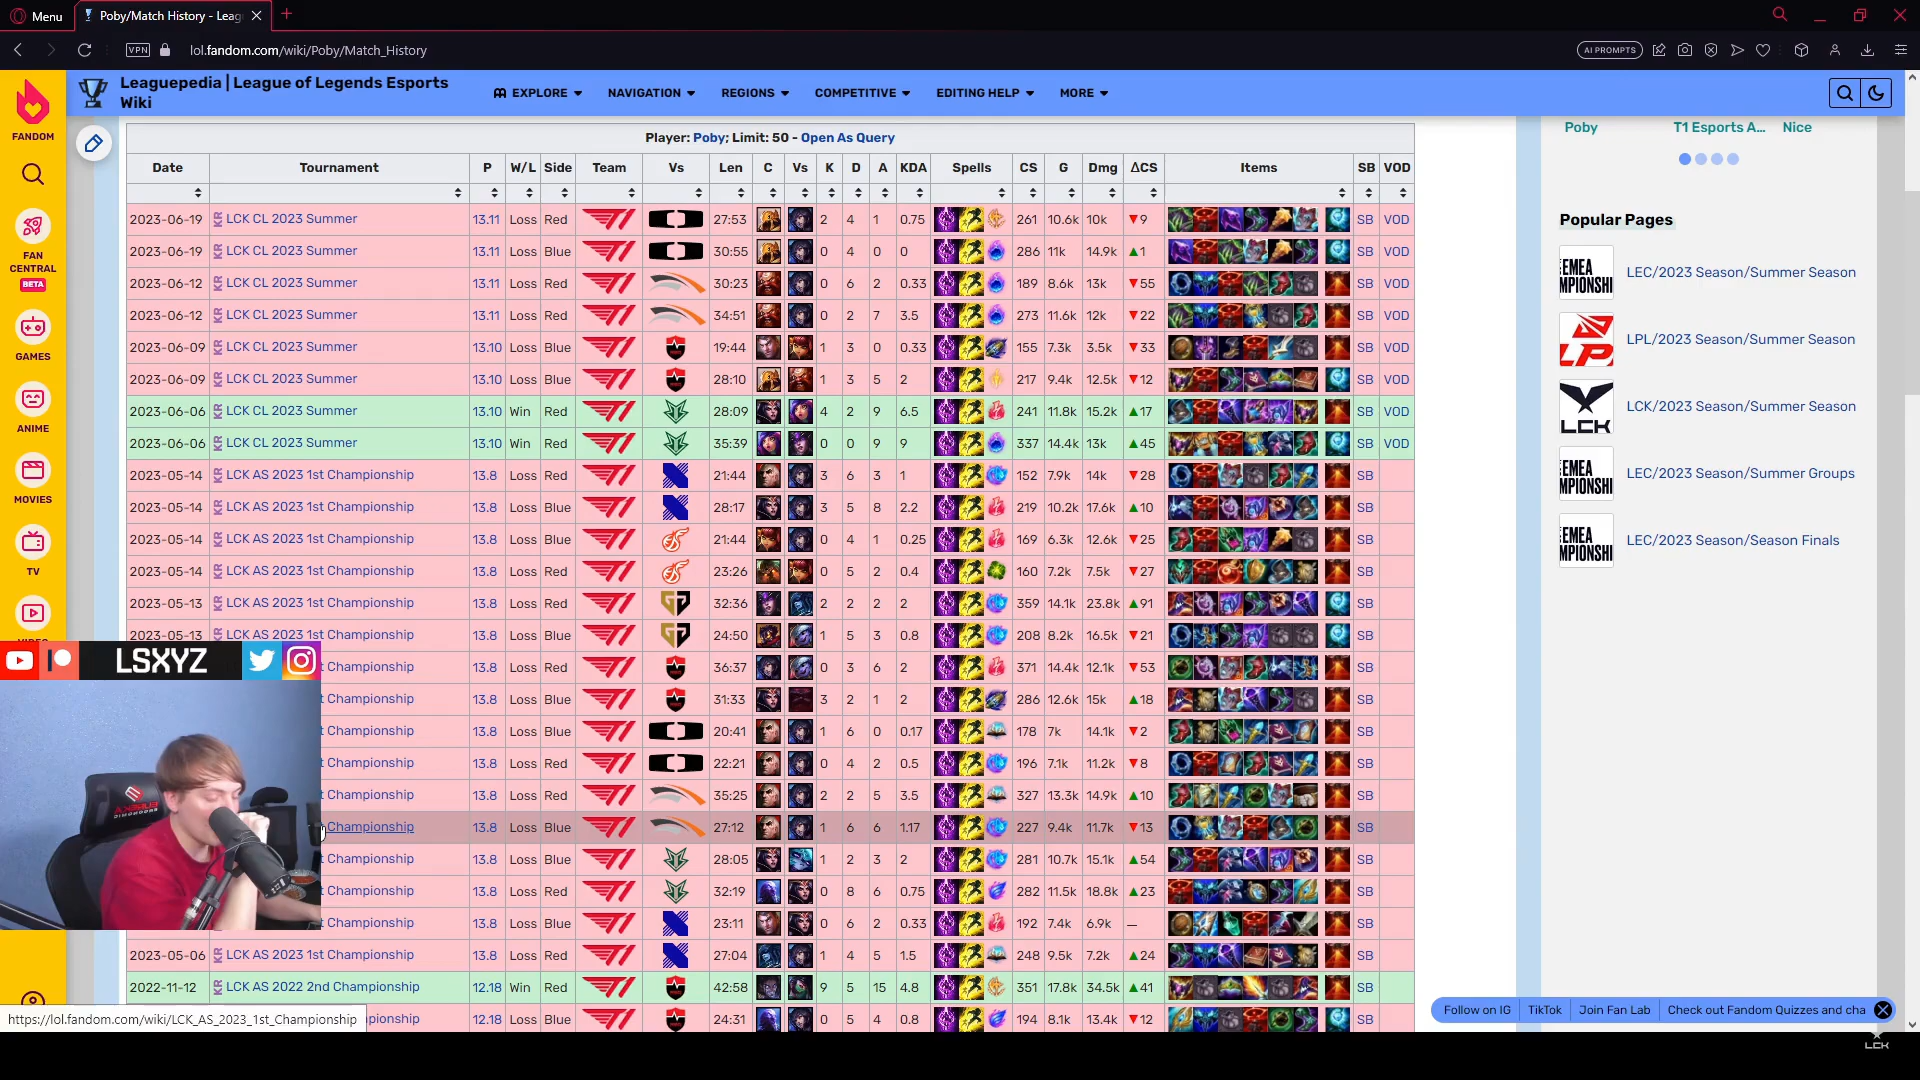 Menu
Poby/Match History - Leag
VPN
lol.fandom.com/wiki/Poby/Match_History
AI PROMPTS
FANDOM
Leaguepedia | League of Legends Esports
Wiki
EXPLORE
NAVIGATION
REGIONS
COMPETITIVE
EDITING HELP
MORE
FAN
CENTRAL
BETA
GAMES
ANIME
MOVIES
TV
Player: Poby; Limit: 50 - Open As Query
Date Tournament P W/L Side Team Vs Len C Vs K D A KDA Spells CS G Dmg ΔCS Items SB VOD
2023-06-19 KR LCK CL 2023 Summer 13.11 Loss Red 27:53 2 4 1 0.75 261 10.6k 10k ▼9 SB VOD
2023-06-19 KR LCK CL 2023 Summer 13.11 Loss Blue 30:55 0 4 0 0 286 11k 14.9k ▲1 SB VOD
2023-06-12 KR LCK CL 2023 Summer 13.11 Loss Red 30:23 0 6 2 0.33 189 8.6k 13k ▼55 SB VOD
2023-06-12 KR LCK CL 2023 Summer 13.11 Loss Red 34:51 0 2 7 3.5 273 11.6k 12k ▼22 SB VOD
2023-06-09 KR LCK CL 2023 Summer 13.10 Loss Blue 19:44 1 3 0 0.33 155 7.3k 3.5k ▼33 SB VOD
2023-06-09 KR LCK CL 2023 Summer 13.10 Loss Blue 28:10 1 3 5 2 217 9.4k 12.5k ▼12 SB VOD
2023-06-06 KR LCK CL 2023 Summer 13.10 Win Red 28:09 4 2 9 6.5 241 11.8k 15.2k ▲17 SB VOD
2023-06-06 KR LCK CL 2023 Summer 13.10 Win Red 35:39 0 0 9 9 337 14.4k 13k ▲45 SB VOD
2023-05-14 KR LCK AS 2023 1st Championship 13.8 Loss Red 21:44 3 6 3 1 152 7.9k 14k ▼28 SB
2023-05-14 KR LCK AS 2023 1st Championship 13.8 Loss Blue 28:17 3 5 8 2.2 219 10.2k 17.6k ▲10 SB
2023-05-14 KR LCK AS 2023 1st Championship 13.8 Loss Blue 21:44 0 4 1 0.25 169 6.3k 12.6k ▼25 SB
2023-05-14 KR LCK AS 2023 1st Championship 13.8 Loss Red 23:26 0 5 2 0.4 160 7.2k 7.5k ▼27 SB
2023-05-13 KR LCK AS 2023 1st Championship 13.8 Loss Red 32:36 2 2 2 2 359 14.1k 23.8k ▲91 SB
2023-05-13 KR LCK AS 2023 1st Championship 13.8 Loss Blue 24:50 1 5 3 0.8 208 8.2k 16.5k ▼21 SB
t Championship 13.8 Loss Red 36:37 0 3 6 2 371 14.4k 12.1k ▼53 SB
t Championship 13.8 Loss Blue 31:33 3 2 1 2 286 12.6k 15k ▲18 SB
t Championship 13.8 Loss Blue 20:41 1 6 0 0.17 178 7k 14.1k ▼2 SB
t Championship 13.8 Loss Red 22:21 0 4 2 0.5 196 7.1k 11.2k ▼8 SB
t Championship 13.8 Loss Red 35:25 2 2 5 3.5 327 13.3k 14.9k ▲10 SB
Championship 13.8 Loss Blue 27:12 1 6 6 1.17 227 9.4k 11.7k ▼13 SB
t Championship 13.8 Loss Blue 28:05 1 2 3 2 281 10.7k 15.1k ▲54 SB
t Championship 13.8 Loss Red 32:19 0 8 6 0.75 282 11.5k 18.8k ▲23 SB
t Championship 13.8 Loss Blue 23:11 0 6 2 0.33 192 7.4k 6.9k — SB
2023-05-06 KR LCK AS 2023 1st Championship 13.8 Loss Red 27:04 1 4 5 1.5 248 9.5k 7.2k ▲24 SB
2022-11-12 KR LCK AS 2022 2nd Championship 12.18 Win Red 42:58 9 5 15 4.8 351 17.8k 34.5k ▲41 SB
pionship 12.18 Loss Blue 24:31 0 5 4 0.8 194 8.1k 13.4k ▼12 SB
LSXYZ
https://lol.fandom.com/wiki/LCK_AS_2023_1st_Championship
Poby T1 Esports A... Nice
Popular Pages
LEC/2023 Season/Summer Season
LPL/2023 Season/Summer Season
LCK
LCK/2023 Season/Summer Season
LEC/2023 Season/Summer Groups
LEC/2023 Season/Season Finals
Follow on IG
TikTok
Join Fan Lab
Check out Fandom Quizzes and cha
LCK